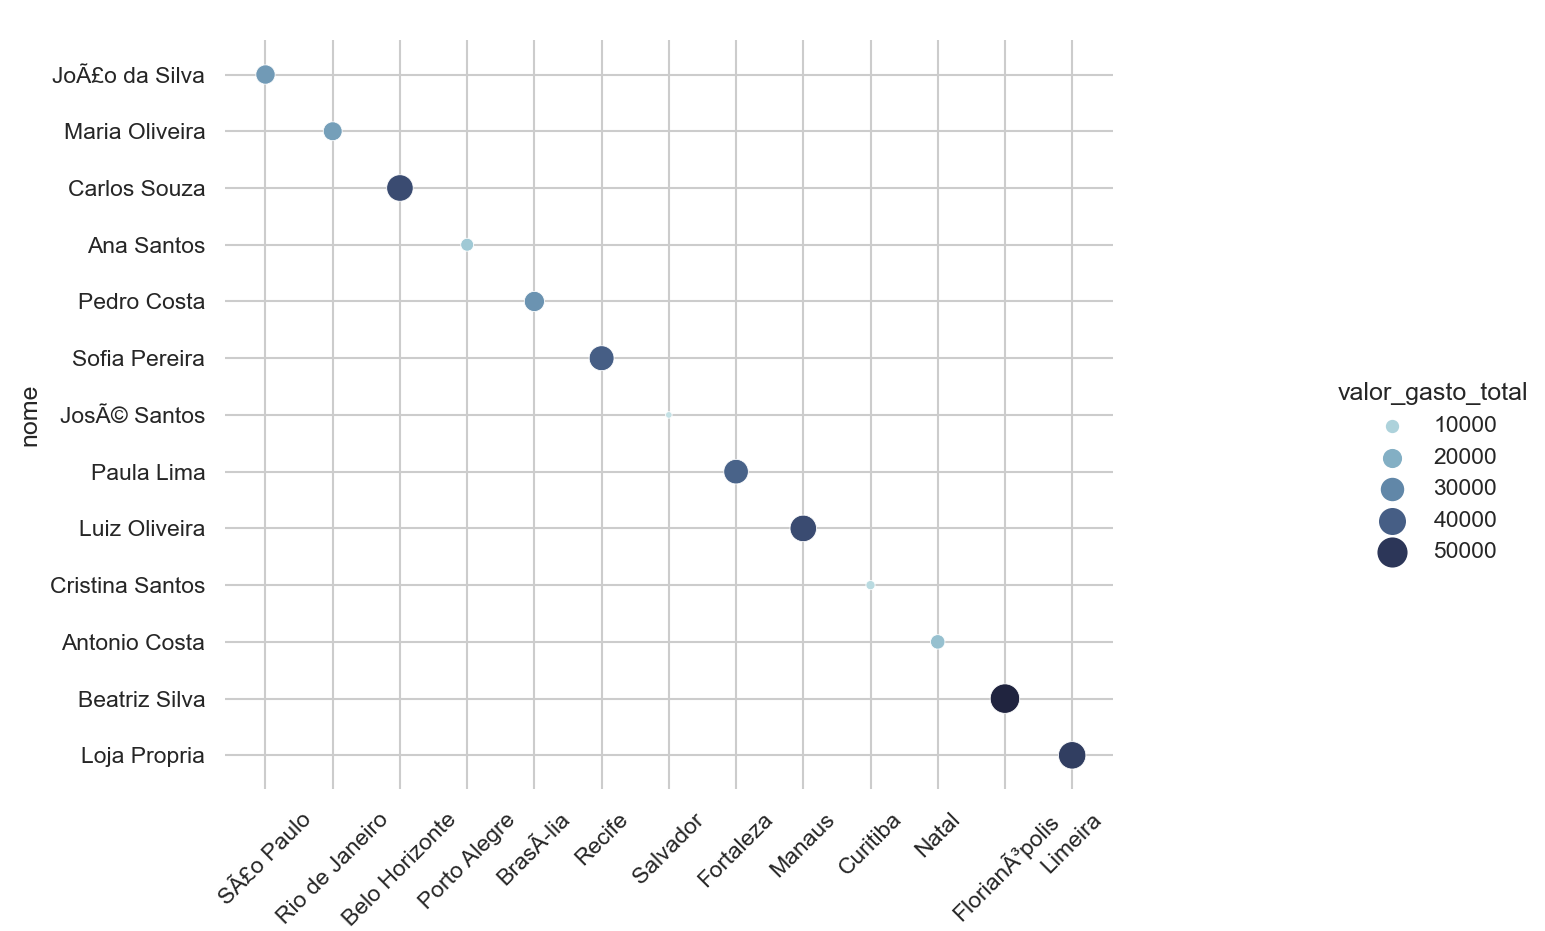 JoÃ£o da Silva
Maria Oliveira
Carlos Souza
Ana Santos
Pedro Costa
Sofia Pereira
JosÃ© Santos
Paula Lima
Luiz Oliveira
Cristina Santos
Antonio Costa
Beatriz Silva
Loja Propria
nome
SÃ£o Paulo
Rio de Janeiro
Belo Horizonte
Porto Alegre
BrasÃ-lia
Recife
Salvador
Fortaleza
Manaus
Curitiba
Natal
FlorianÃ³polis
Limeira
valor_gasto_total
10000
20000
30000
40000
50000